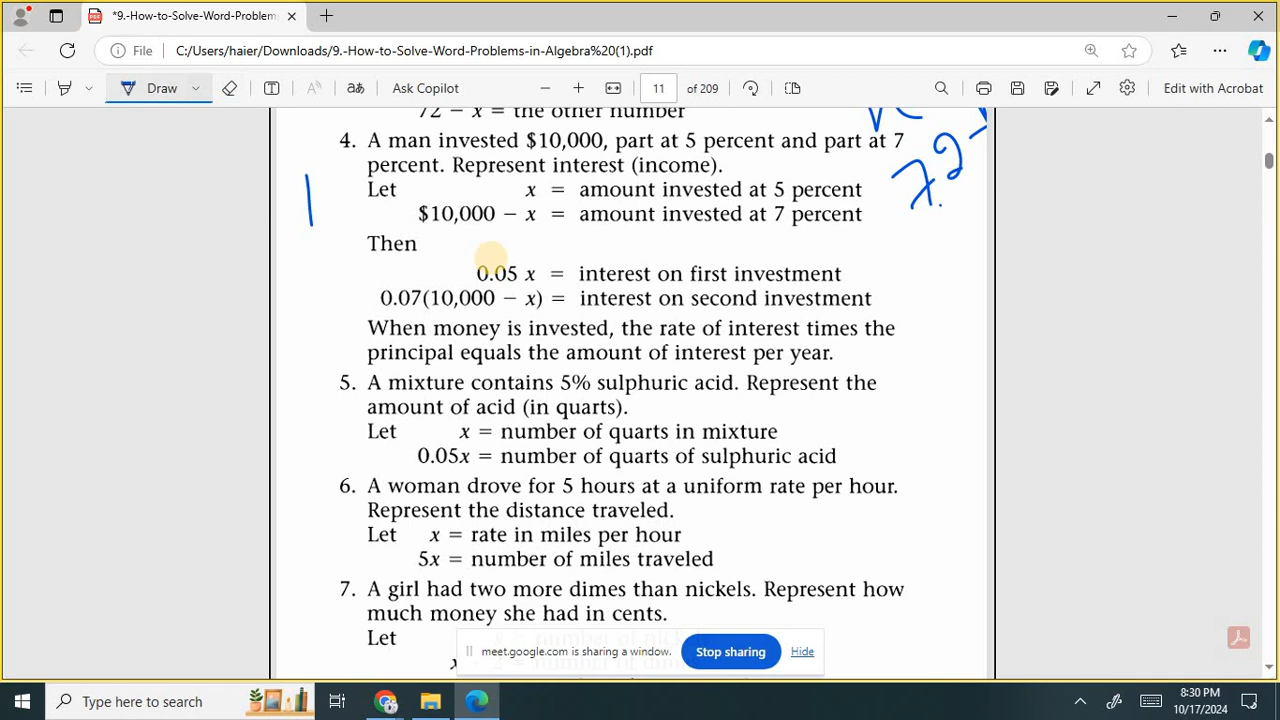 *9.-How-to-Solve-Word-Problem
File
C:/Users/haier/Downloads/9.-How-to-Solve-Word-Problems-in-Algebra%20(1).pdf
Draw
Ask Copilot
11 of 209
Edit with Acrobat
72 − x = the other number
4. A man invested $10,000, part at 5 percent and part at 7
percent. Represent interest (income).
Let x = amount invested at 5 percent
$10,000 − x = amount invested at 7 percent
Then
0.05 x = interest on first investment
0.07(10,000 − x) = interest on second investment
When money is invested, the rate of interest times the
principal equals the amount of interest per year.
5. A mixture contains 5% sulphuric acid. Represent the
amount of acid (in quarts).
Let x = number of quarts in mixture
0.05x = number of quarts of sulphuric acid
6. A woman drove for 5 hours at a uniform rate per hour.
Represent the distance traveled.
Let x = rate in miles per hour
5x = number of miles traveled
7. A girl had two more dimes than nickels. Represent how
much money she had in cents.
Let
meet.google.com is sharing a window.
Stop sharing
Hide
Type here to search
8:30 PM
10/17/2024